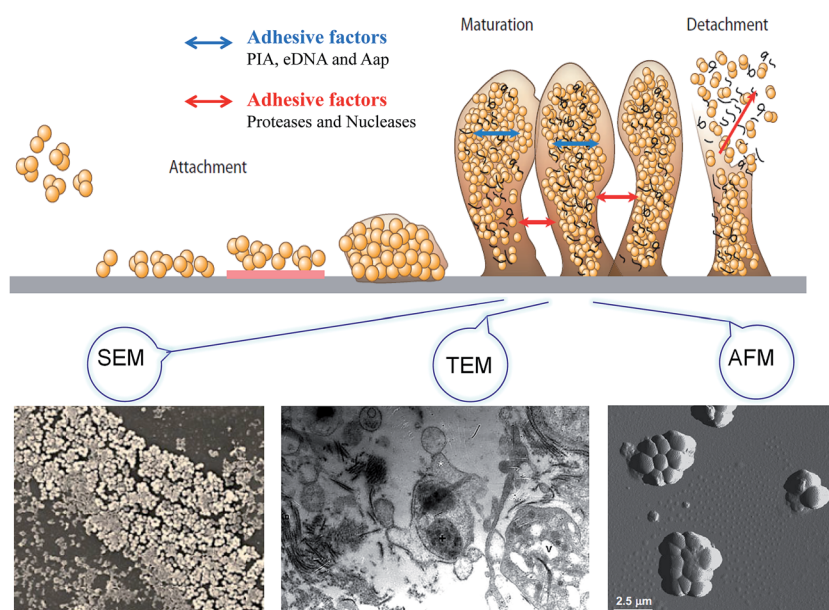 Adhesive factors
PIA, eDNA and Aap
Adhesive factors
Proteases and Nucleases
Maturation
Detachment
Attachment
SEM
TEM
AFM
+
V
2.5 μm